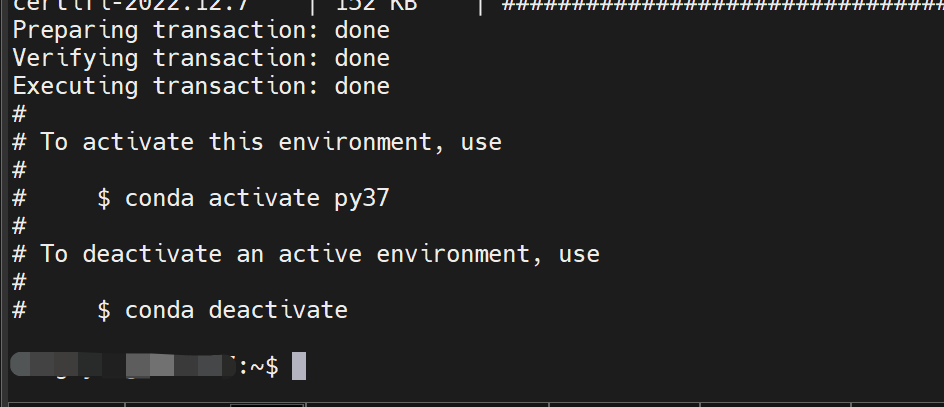 certifi-2022.12.7 | 152 KB | ################################
Preparing transaction: done
Verifying transaction: done
Executing transaction: done
#
# To activate this environment, use
#
#     $ conda activate py37
#
# To deactivate an active environment, use
#
#     $ conda deactivate
:~$